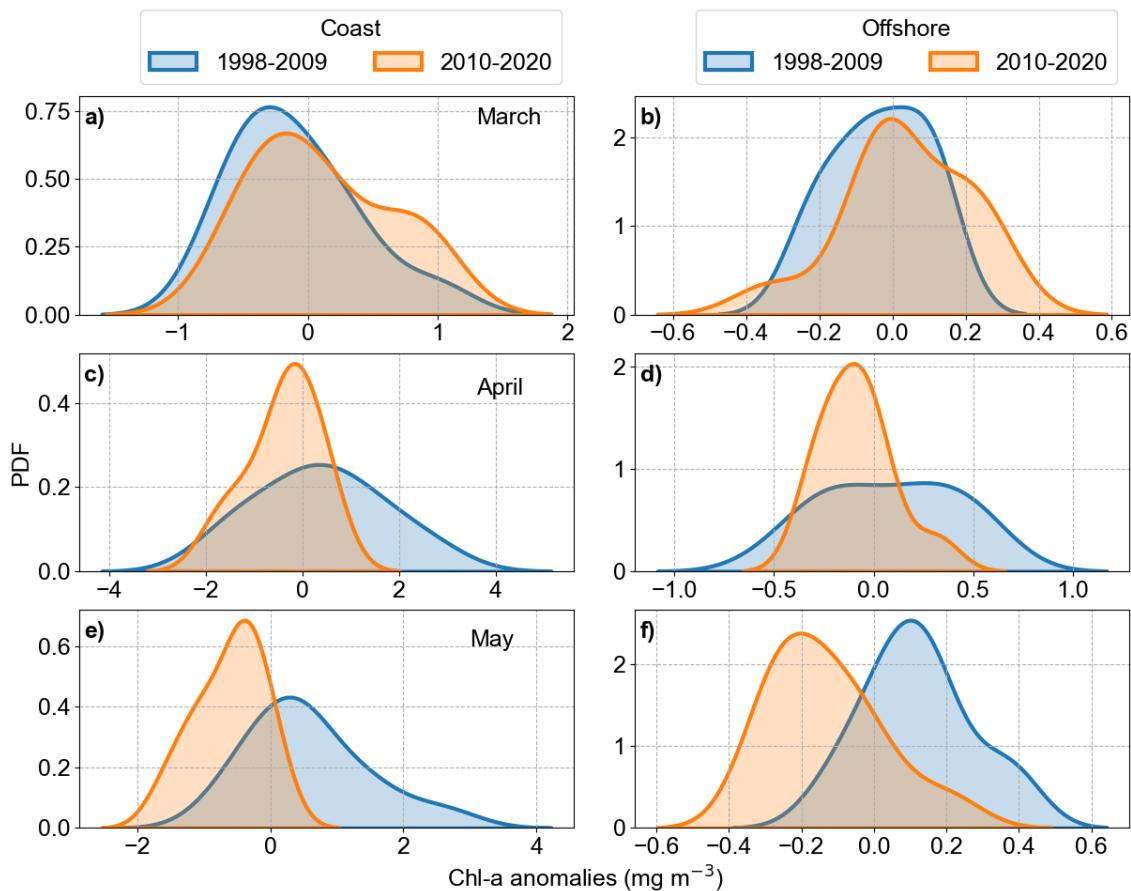 Coast
1998-2009 2010-2020
Offshore
1998-2009 2010-2020
a) March
0.75
0.50
0.25
0.00
−1 0 1 2
b)
2
1
0
−0.6 −0.4 −0.2 0.0 0.2 0.4 0.6
c) April
0.4
0.2
0.0
−4 −2 0 2 4
d)
2
1
0
−1.0 −0.5 0.0 0.5 1.0
PDF
e) May
0.6
0.4
0.2
0.0
−2 0 2 4
f)
2
1
0
−0.6 −0.4 −0.2 0.0 0.2 0.4 0.6
Chl-a anomalies (mg m⁻³)